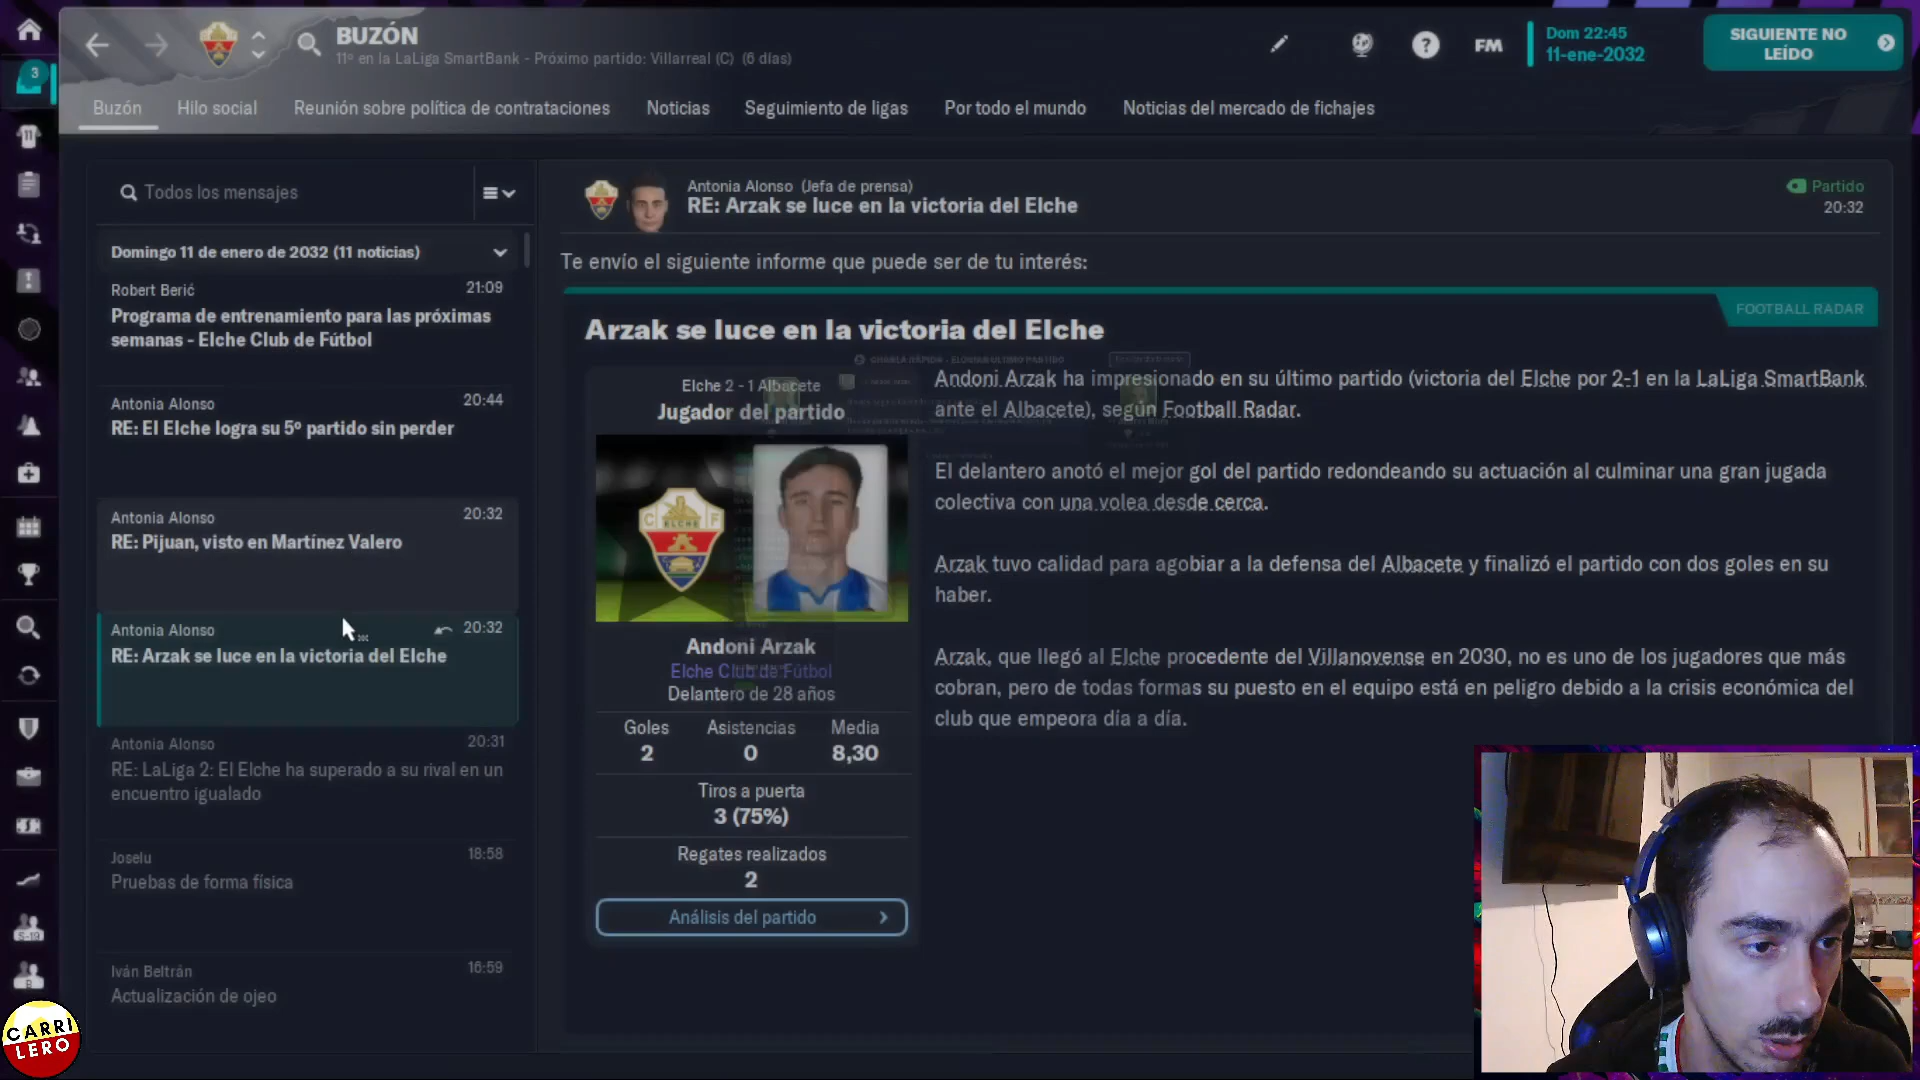 BUZÓN
11º en la LaLiga SmartBank - Próximo partido: Villarreal (C) (6 días)
FM
Dom 22:45
11-ene-2032
SIGUIENTE NO
LEÍDO
3
Buzón
Hilo social
Reunión sobre política de contrataciones
Noticias
Seguimiento de ligas
Por todo el mundo
Noticias del mercado de fichajes
Todos los mensajes
Domingo 11 de enero de 2032 (11 noticias)
Robert Berić
21:09
Programa de entrenamiento para las próximas
semanas - Elche Club de Fútbol
Antonia Alonso
20:44
RE: El Elche logra su 5º partido sin perder
Antonia Alonso
20:32
RE: Pijuan, visto en Martínez Valero
Antonia Alonso
20:32
RE: Arzak se luce en la victoria del Elche
Antonia Alonso
20:31
RE: LaLiga 2: El Elche ha superado a su rival en un
encuentro igualado
Joselu
18:58
Pruebas de forma física
Iván Beltrán
16:59
Actualización de ojeo
S-19
B
CARRI
LERO
Antonia Alonso (Jefa de prensa)
RE: Arzak se luce en la victoria del Elche
Partido
20:32
Te envío el siguiente informe que puede ser de tu interés:
FOOTBALL RADAR
Arzak se luce en la victoria del Elche
Elche 2 - 1 Albacete
Jugador del partido
Andoni Arzak
Elche Club de Fútbol
Delantero de 28 años
Goles
2
Asistencias
0
Media
8,30
Tiros a puerta
3 (75%)
Regates realizados
2
Análisis del partido
Andoni Arzak ha impresionado en su último partido (victoria del Elche por 2-1 en la LaLiga SmartBank
ante el Albacete), según Football Radar.
El delantero anotó el mejor gol del partido redondeando su actuación al culminar una gran jugada
colectiva con una volea desde cerca.
Arzak tuvo calidad para agobiar a la defensa del Albacete y finalizó el partido con dos goles en su
haber.
Arzak, que llegó al Elche procedente del Villanovense en 2030, no es uno de los jugadores que más
cobran, pero de todas formas su puesto en el equipo está en peligro debido a la crisis económica del
club que empeora día a día.